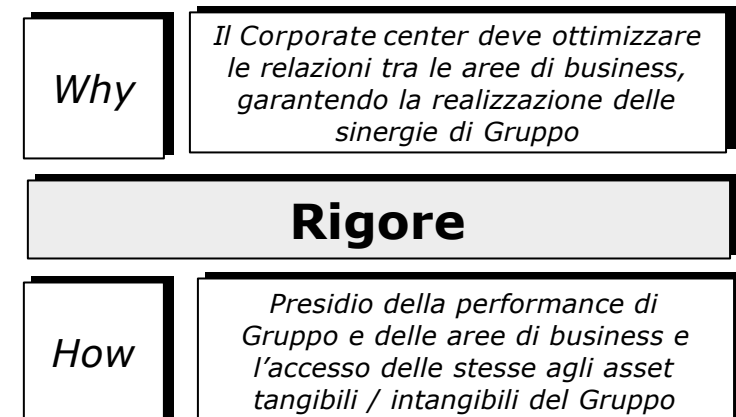 Why
Il Corporate center deve ottimizzare
le relazioni tra le aree di business,
garantendo la realizzazione delle
sinergie di Gruppo
Rigore
How
Presidio della performance di
Gruppo e delle aree di business e
l’accesso delle stesse agli asset
tangibili / intangibili del Gruppo